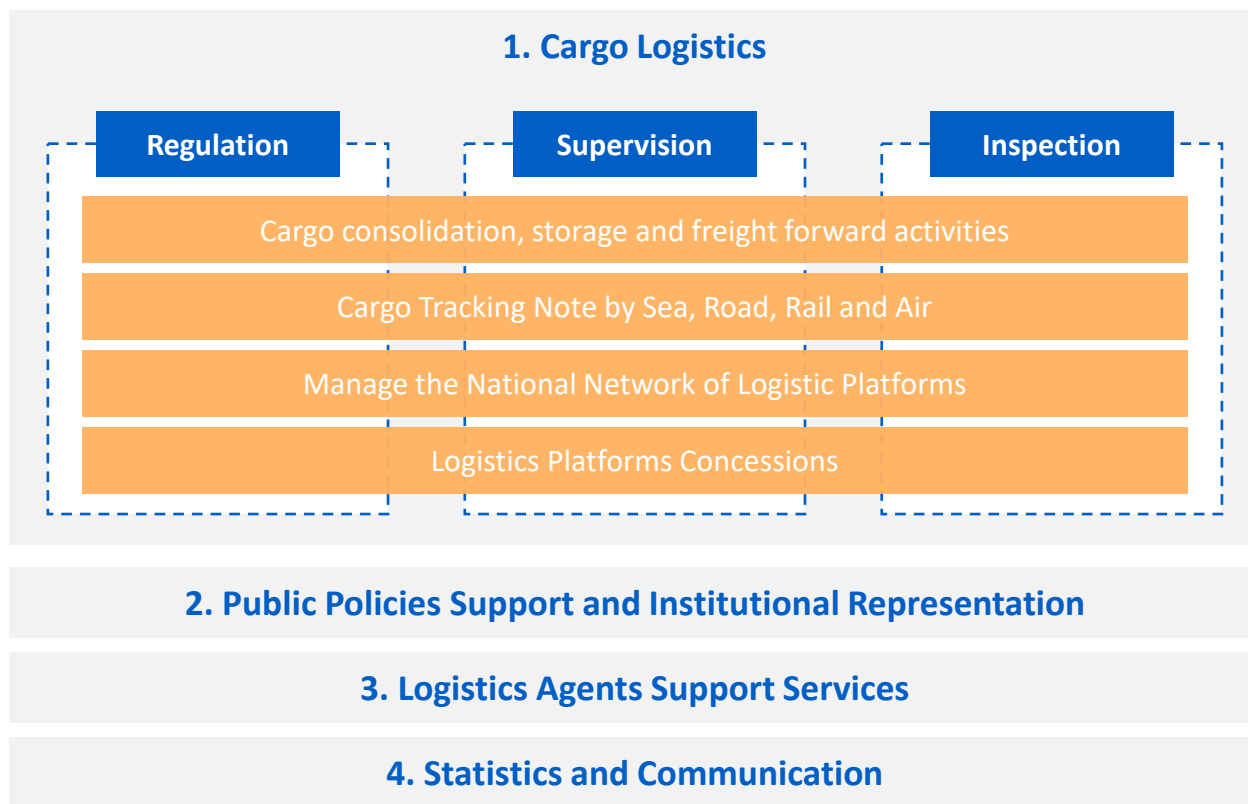 1. Cargo Logistics
Regulation
Supervision
Inspection
Cargo consolidation, storage and freight forward activities
Cargo Tracking Note by Sea, Road, Rail and Air
Manage the National Network of Logistic Platforms
Logistics Platforms Concessions
2. Public Policies Support and Institutional Representation
3. Logistics Agents Support Services
4. Statistics and Communication